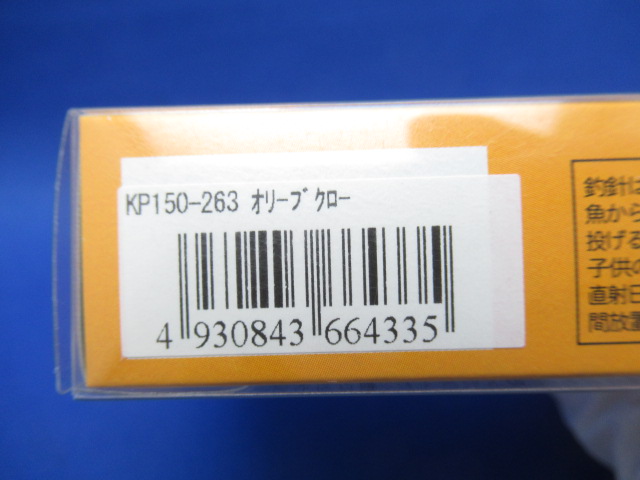 KP150-263 ｵﾘｰﾌﾞｸﾛｰ
4 930843 664335
釣針は
魚から
投げる
子供の
直射日
間放置